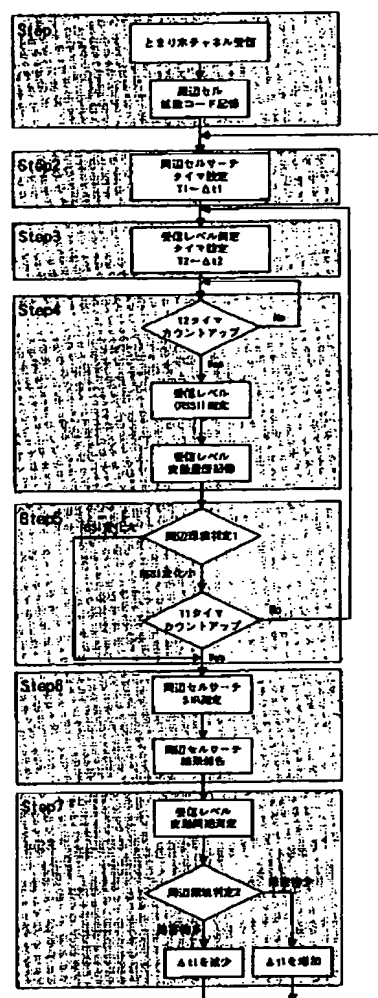 Step1
とまり木チャネル受信
周辺セル
拡散コード記憶
Step2
周辺セルサーチ
タイマ設定
T1←Δt1
Step3
受信レベル測定
タイマ設定
T2←Δt2
Step4
T2タイマ
カウントアップ
No
Yes
受信レベル
(RSSI)測定
受信レベル
変動履歴記憶
Step5
周辺環境判定1
T1タイマ
カウントアップ
No
Yes
Step6
周辺セルサーチ
SIR測定
周辺セルサーチ
結果報告
Step7
受信レベル
変動周期測定
周辺環境判定2
Δt1を減少
Δt1を増加